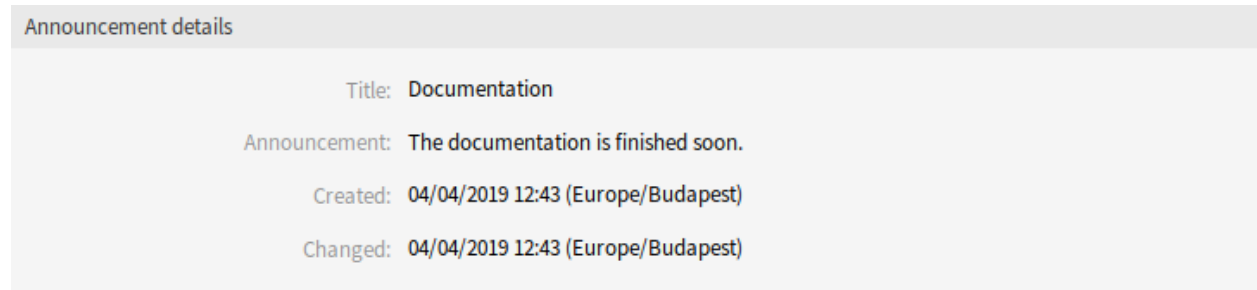 Announcement details
Title: Documentation
Announcement: The documentation is finished soon.
Created: 04/04/2019 12:43 (Europe/Budapest)
Changed: 04/04/2019 12:43 (Europe/Budapest)